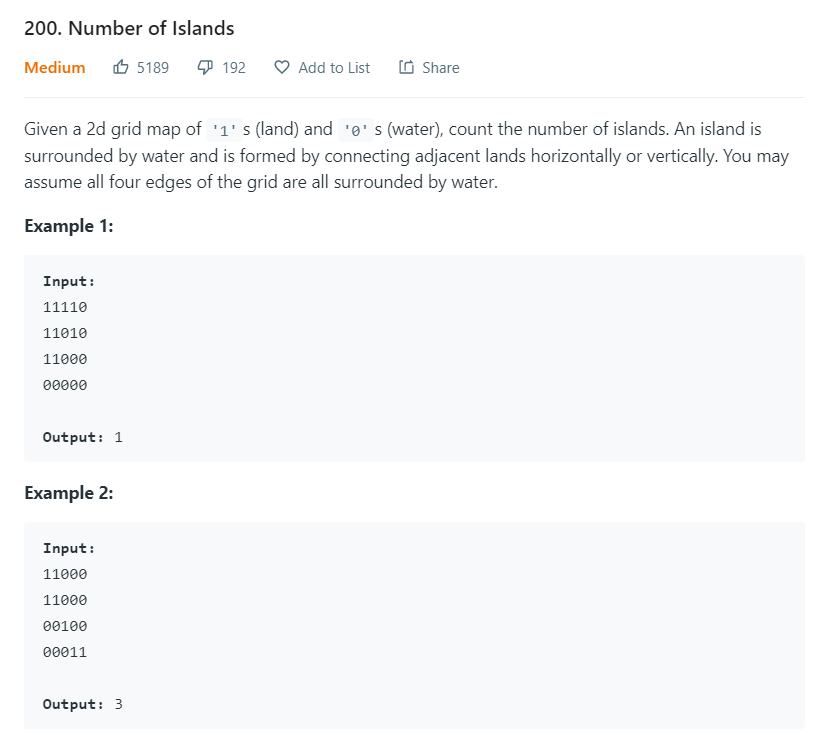 200. Number of Islands
Medium 5189 192 Add to List Share
Given a 2d grid map of '1' s (land) and '0' s (water), count the number of islands. An island is
surrounded by water and is formed by connecting adjacent lands horizontally or vertically. You may
assume all four edges of the grid are all surrounded by water.
Example 1:
Input:
11110
11010
11000
00000
Output: 1
Example 2:
Input:
11000
11000
00100
00011
Output: 3